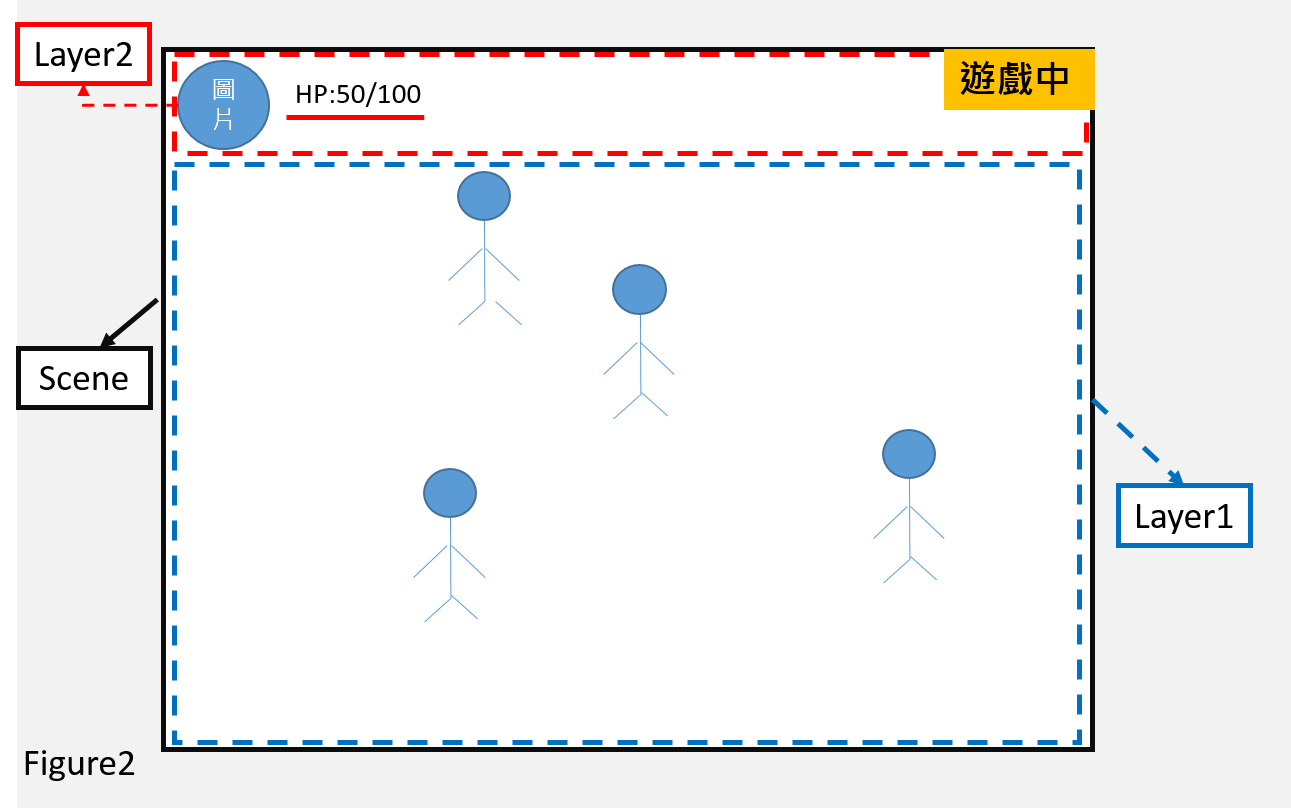 Layer2
圖
片
HP:50/100
遊戲中
Scene
Layer1
Figure2